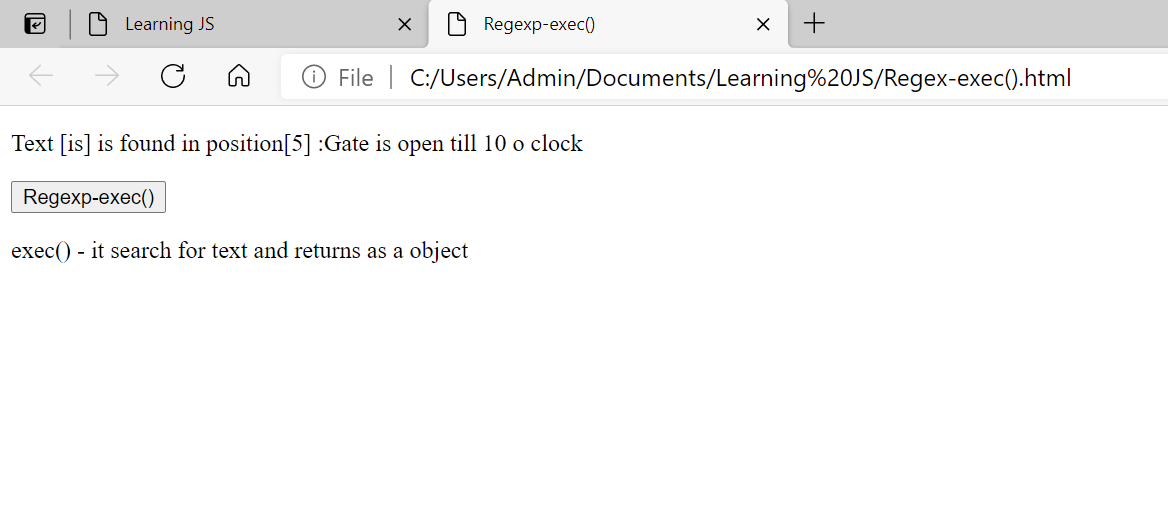 Learning JS
Regexp-exec()
File | C:/Users/Admin/Documents/Learning%20JS/Regex-exec().html
Text [is] is found in position[5] :Gate is open till 10 o clock
Regexp-exec()
exec() - it search for text and returns as a object